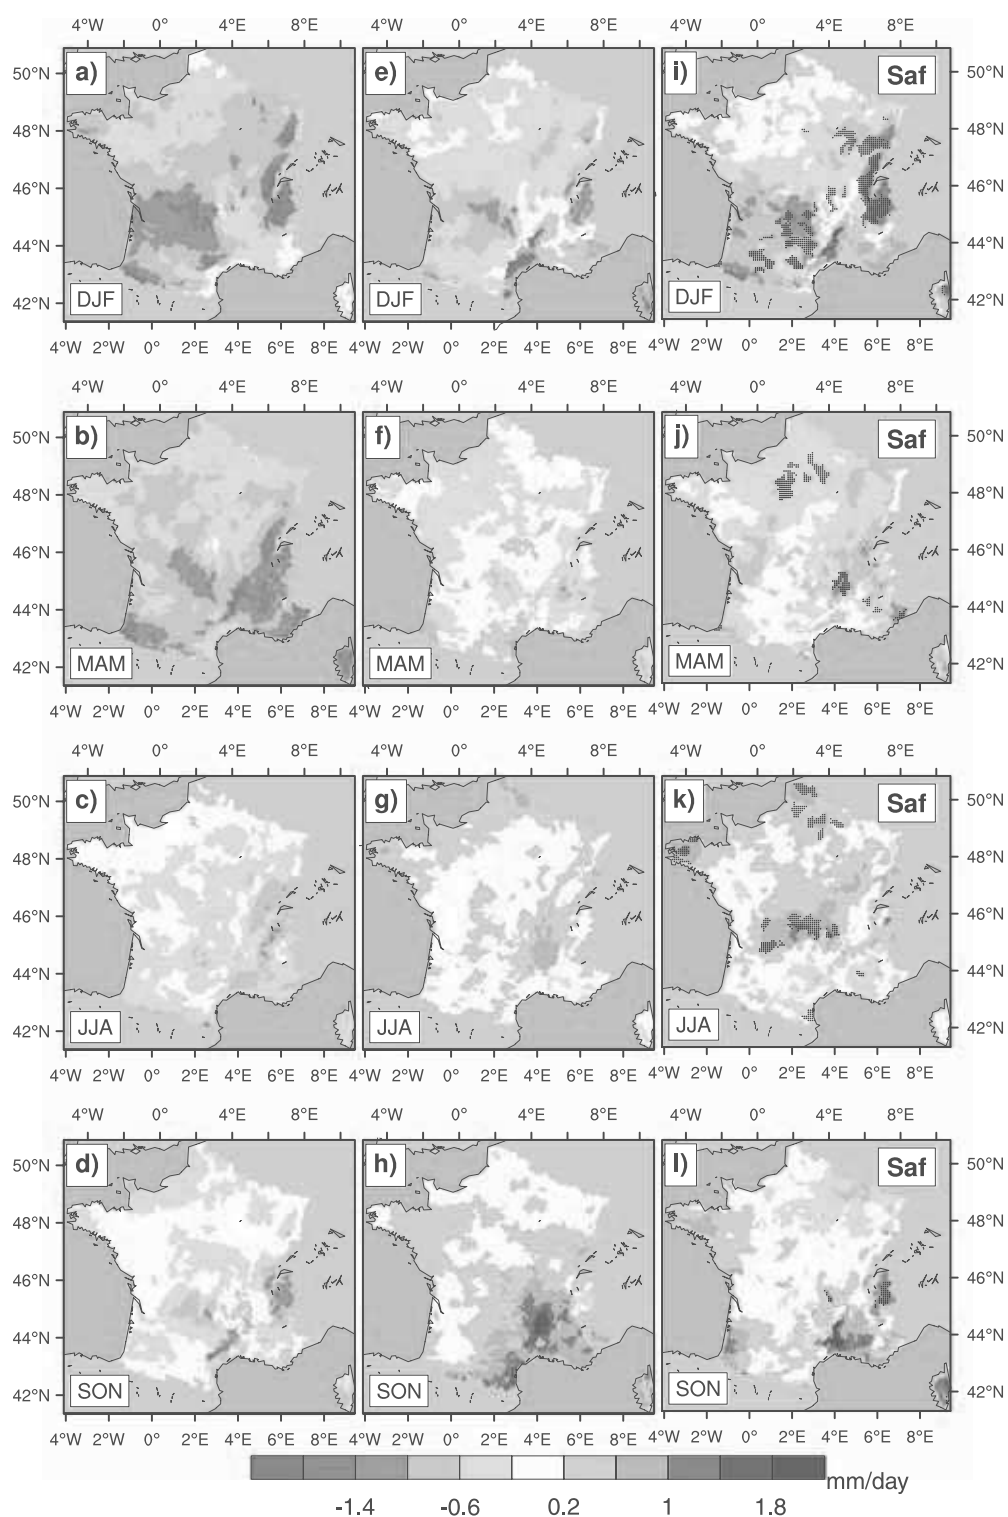 4°W 0° 4°E 8°E 4°W 0° 4°E 8°E 4°W 0° 4°E 8°E
a) e) i) Saf
50°N 50°N
48°N 48°N
46°N 46°N
44°N 44°N
42°N DJF DJF DJF 42°N
4°W 2°W 0° 2°E 4°E 6°E 8°E 4°W 2°W 0° 2°E 4°E 6°E 8°E 4°W 2°W 0° 2°E 4°E 6°E 8°E
4°W 0° 4°E 8°E 4°W 0° 4°E 8°E 4°W 0° 4°E 8°E
b) f) j) Saf
50°N 50°N
48°N 48°N
46°N 46°N
44°N 44°N
42°N MAM MAM MAM 42°N
4°W 2°W 0° 2°E 4°E 6°E 8°E 4°W 2°W 0° 2°E 4°E 6°E 8°E 4°W 2°W 0° 2°E 4°E 6°E 8°E
4°W 0° 4°E 8°E 4°W 0° 4°E 8°E 4°W 0° 4°E 8°E
c) g) k) Saf
50°N 50°N
48°N 48°N
46°N 46°N
44°N 44°N
42°N JJA JJA JJA 42°N
4°W 2°W 0° 2°E 4°E 6°E 8°E 4°W 2°W 0° 2°E 4°E 6°E 8°E 4°W 2°W 0° 2°E 4°E 6°E 8°E
4°W 0° 4°E 8°E 4°W 0° 4°E 8°E 4°W 0° 4°E 8°E
d) h) l) Saf
50°N 50°N
48°N 48°N
46°N 46°N
44°N 44°N
42°N SON SON SON 42°N
4°W 2°W 0° 2°E 4°E 6°E 8°E 4°W 2°W 0° 2°E 4°E 6°E 8°E 4°W 2°W 0° 2°E 4°E 6°E 8°E
mm/day
-1.4 -0.6 0.2 1 1.8